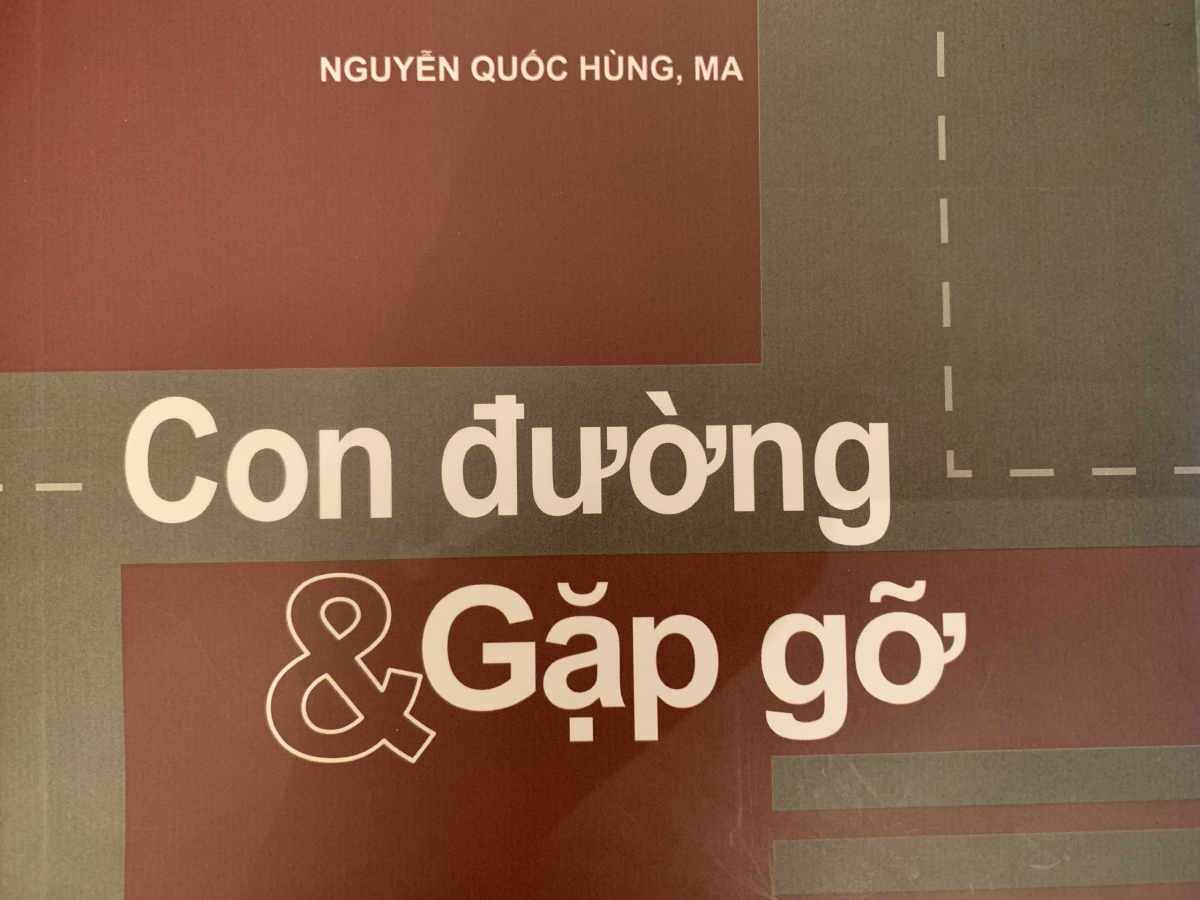 NGUYỄN QUỐC HÙNG, MA
Con đường
& Gặp gỡ